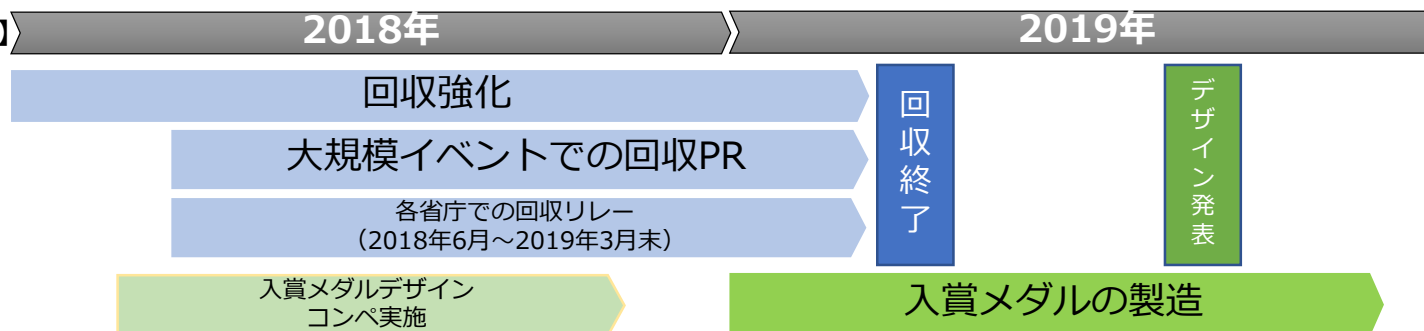 】
2018年
2019年
回収強化
大規模イベントでの回収PR
各省庁での回収リレー
（2018年6月～2019年3月末）
回収終了
デザイン発表
入賞メダルデザイン
コンペ実施
入賞メダルの製造